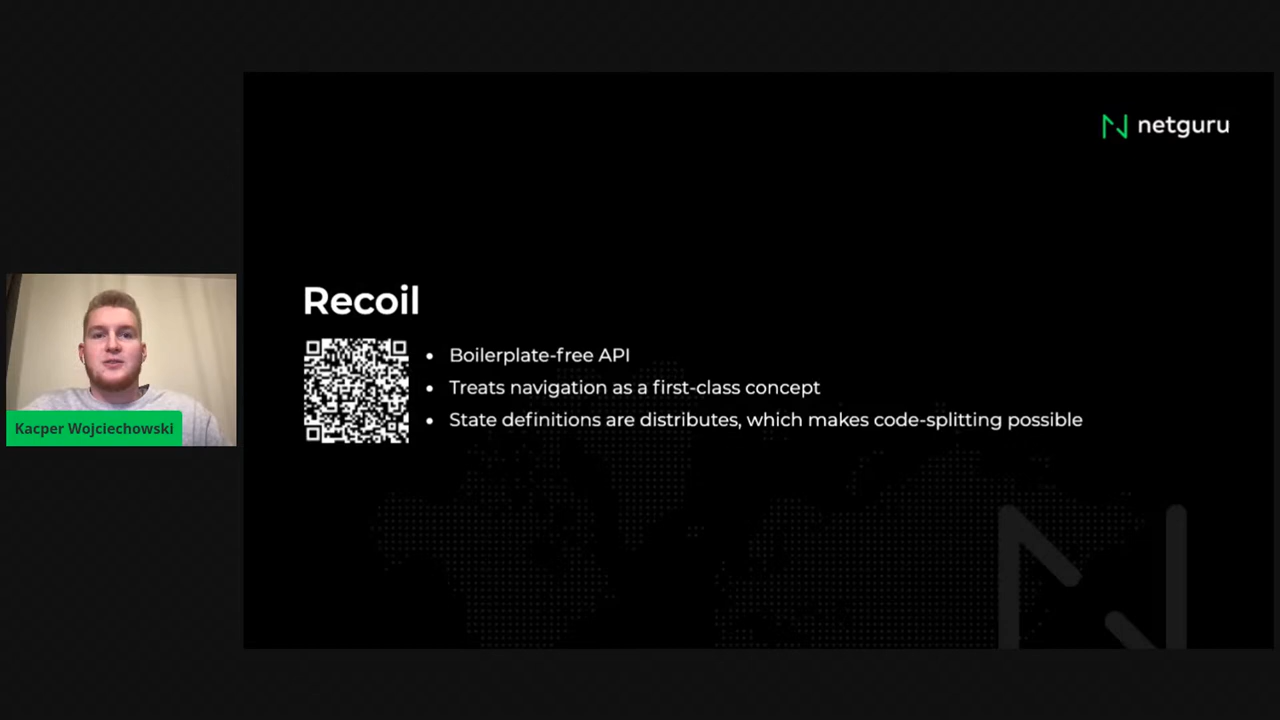 netguru
Recoil
• Boilerplate-free API
• Treats navigation as a first-class concept
• State definitions are distributes, which makes code-splitting possible
Kacper Wojciechowski